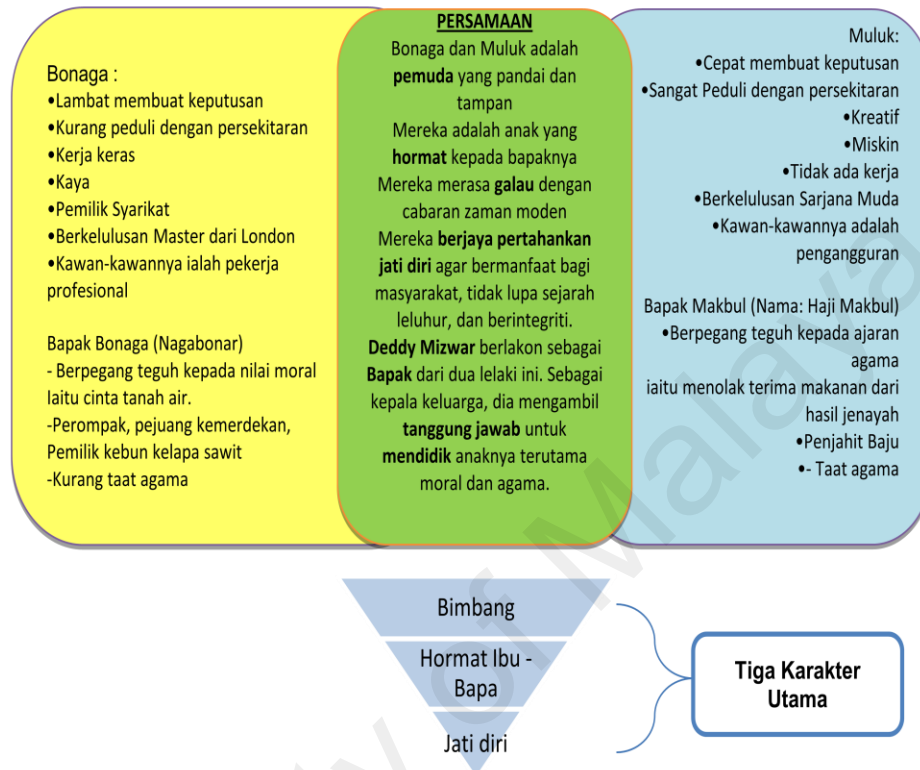 Bonaga :
•Lambat membuat keputusan
•Kurang peduli dengan persekitaran
•Kerja keras
•Kaya
•Pemilik Syarikat
•Berkelulusan Master dari London
•Kawan-kawannya ialah pekerja
profesional
Bapak Bonaga (Nagabonar)
- Berpegang teguh kepada nilai moral
Iaitu cinta tanah air.
-Perompak, pejuang kemerdekan,
Pemilik kebun kelapa sawit
-Kurang taat agama
PERSAMAAN
Bonaga dan Muluk adalah
pemuda yang pandai dan
tampan
Mereka adalah anak yang
hormat kepada bapaknya
Mereka merasa galau dengan
cabaran zaman moden
Mereka berjaya pertahankan
jati diri agar bermanfaat bagi
masyarakat, tidak lupa sejarah
leluhur, dan berintegriti.
Deddy Mizwar berlakon sebagai
Bapak dari dua lelaki ini. Sebagai
kepala keluarga, dia mengambil
tanggung jawab untuk
mendidik anaknya terutama
moral dan agama.
Muluk:
•Cepat membuat keputusan
•Sangat Peduli dengan persekitaran
•Kreatif
•Miskin
•Tidak ada kerja
•Berkelulusan Sarjana Muda
•Kawan-kawannya adalah
pengangguran
Bapak Makbul (Nama: Haji Makbul)
•Berpegang teguh kepada ajaran
agama
iaitu menolak terima makanan dari
hasil jenayah
•Penjahit Baju
•- Taat agama
Bimbang
Hormat Ibu -
Bapa
Jati diri
Tiga Karakter
Utama
of Malaya